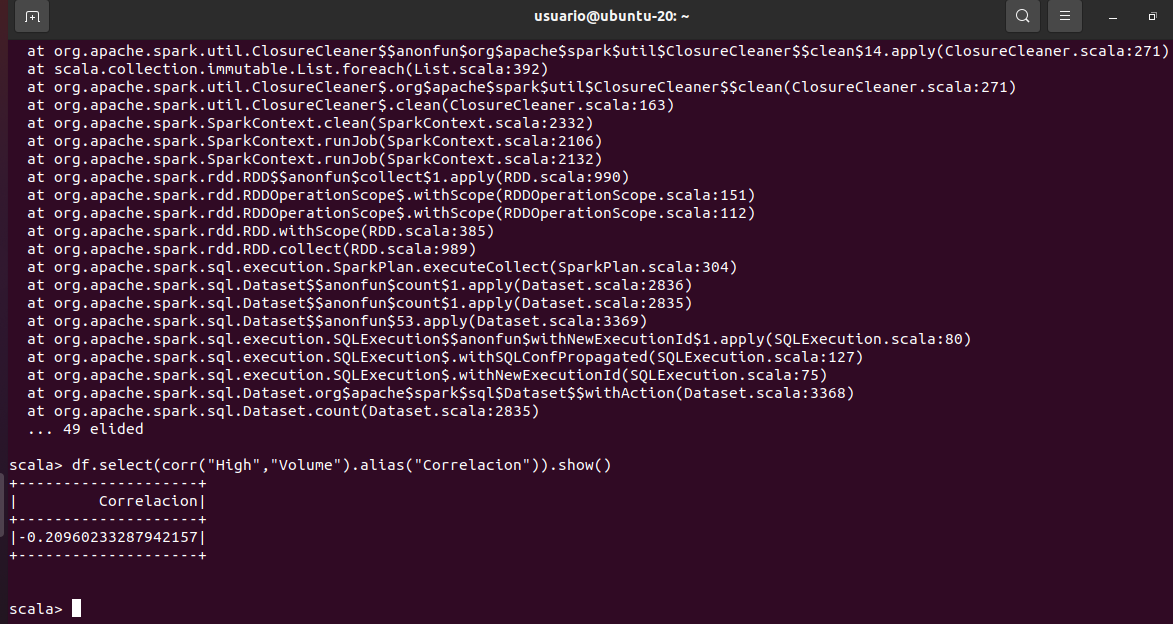 usuario@ubuntu-20: ~
at org.apache.spark.util.ClosureCleaner$$anonfun$org$apache$spark$util$ClosureCleaner$$clean$14.apply(ClosureCleaner.scala:271)
at scala.collection.immutable.List.foreach(List.scala:392)
at org.apache.spark.util.ClosureCleaner$.org$apache$spark$util$ClosureCleaner$$clean(ClosureCleaner.scala:271)
at org.apache.spark.util.ClosureCleaner$.clean(ClosureCleaner.scala:163)
at org.apache.spark.SparkContext.clean(SparkContext.scala:2332)
at org.apache.spark.SparkContext.runJob(SparkContext.scala:2106)
at org.apache.spark.SparkContext.runJob(SparkContext.scala:2132)
at org.apache.spark.rdd.RDD$$anonfun$collect$1.apply(RDD.scala:990)
at org.apache.spark.rdd.RDDOperationScope$.withScope(RDDOperationScope.scala:151)
at org.apache.spark.rdd.RDDOperationScope$.withScope(RDDOperationScope.scala:112)
at org.apache.spark.rdd.RDD.withScope(RDD.scala:385)
at org.apache.spark.rdd.RDD.collect(RDD.scala:989)
at org.apache.spark.sql.execution.SparkPlan.executeCollect(SparkPlan.scala:304)
at org.apache.spark.sql.Dataset$$anonfun$count$1.apply(Dataset.scala:2836)
at org.apache.spark.sql.Dataset$$anonfun$count$1.apply(Dataset.scala:2835)
at org.apache.spark.sql.Dataset$$anonfun$53.apply(Dataset.scala:3369)
at org.apache.spark.sql.execution.SQLExecution$$anonfun$withNewExecutionId$1.apply(SQLExecution.scala:80)
at org.apache.spark.sql.execution.SQLExecution$.withSQLConfPropagated(SQLExecution.scala:127)
at org.apache.spark.sql.execution.SQLExecution$.withNewExecutionId(SQLExecution.scala:75)
at org.apache.spark.sql.Dataset.org$apache$spark$sql$Dataset$$withAction(Dataset.scala:3368)
at org.apache.spark.sql.Dataset.count(Dataset.scala:2835)
... 49 elided
scala> df.select(corr("High","Volume").alias("Correlacion")).show()
+--------------------+
|         Correlacion|
+--------------------+
|-0.20960233287942157|
+--------------------+
scala>